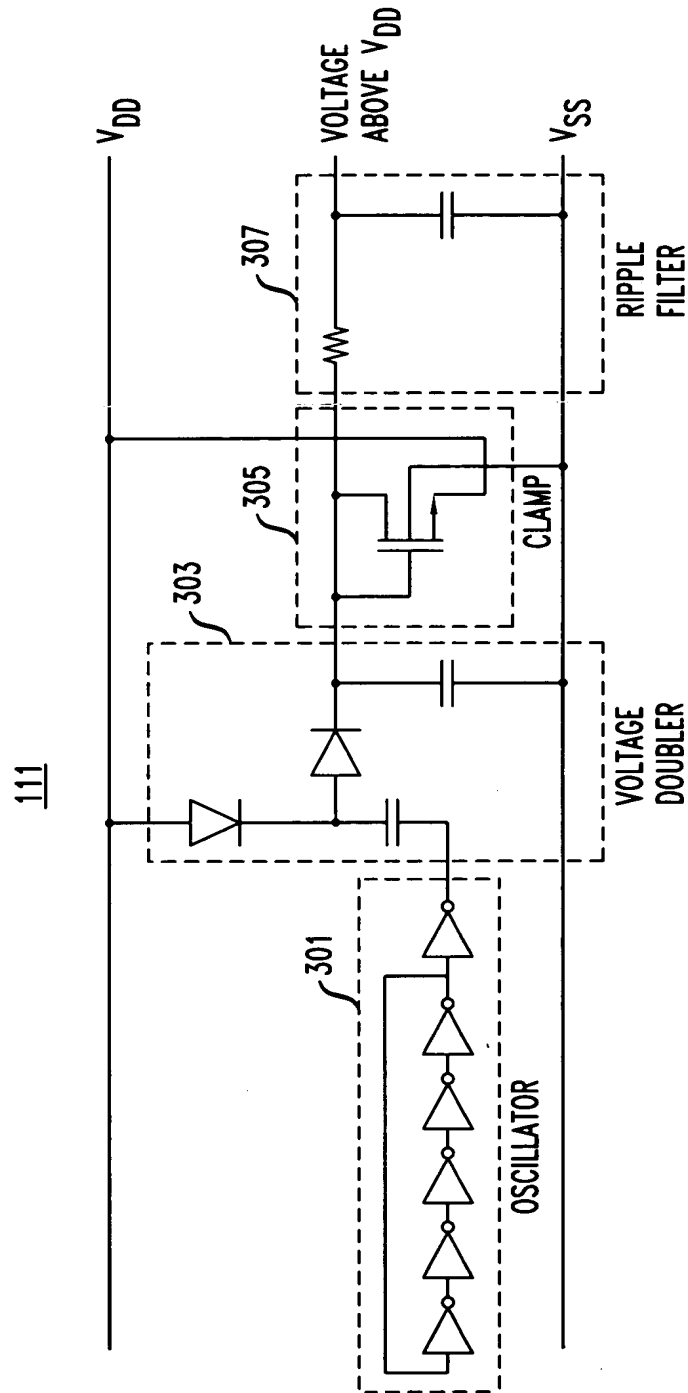 111
V_DD
303
305
307
VOLTAGE
ABOVE V_DD
301
OSCILLATOR
VOLTAGE
DOUBLER
CLAMP
RIPPLE
FILTER
V_SS